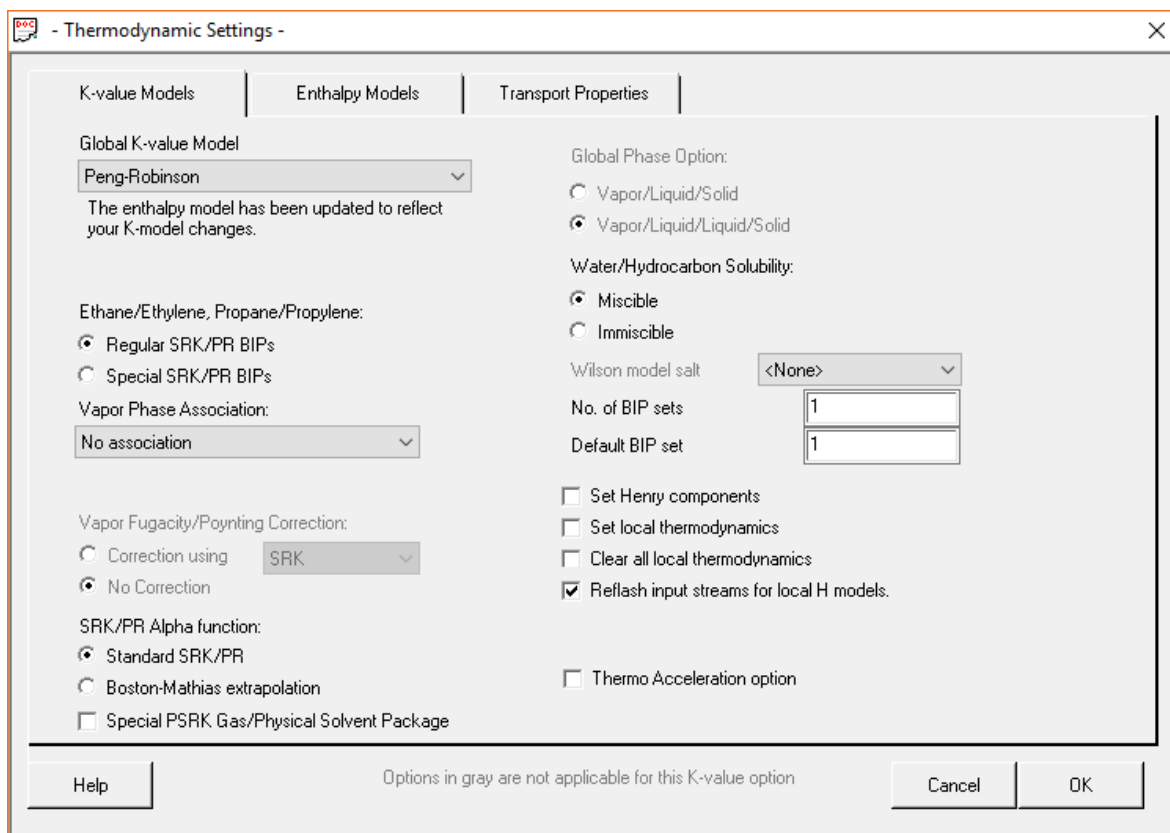 DOC
- Thermodynamic Settings -
K-value Models
Enthalpy Models
Transport Properties
Global K-value Model
Peng-Robinson
The enthalpy model has been updated to reflect
your K-model changes.
Ethane/Ethylene, Propane/Propylene:
Regular SRK/PR BIPs
Special SRK/PR BIPs
Vapor Phase Association:
No association
Vapor Fugacity/Poynting Correction:
Correction using
SRK
No Correction
SRK/PR Alpha function:
Standard SRK/PR
Boston-Mathias extrapolation
Special PSRK Gas/Physical Solvent Package
Global Phase Option:
Vapor/Liquid/Solid
Vapor/Liquid/Liquid/Solid
Water/Hydrocarbon Solubility:
Miscible
Immiscible
Wilson model salt
<None>
No. of BIP sets
1
Default BIP set
1
Set Henry components
Set local thermodynamics
Clear all local thermodynamics
Reflash input streams for local H models.
Thermo Acceleration option
Help
Options in gray are not applicable for this K-value option
Cancel
OK